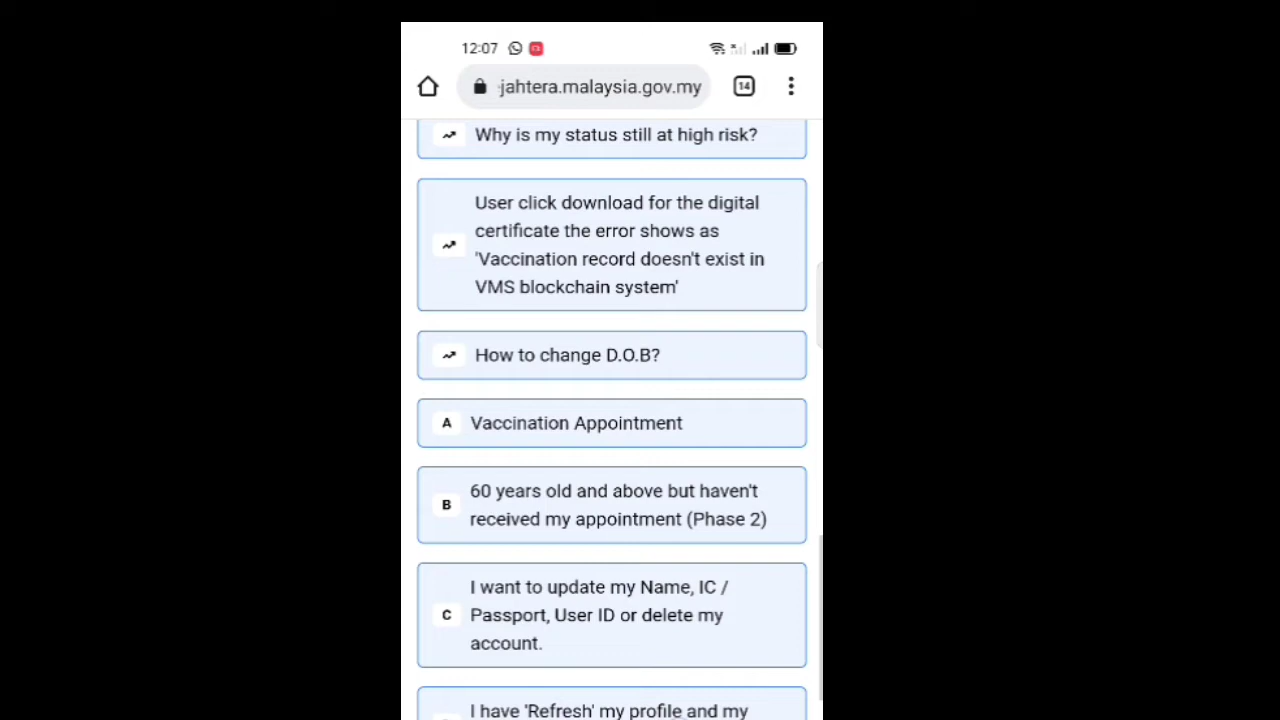 12:07
jahtera.malaysia.gov.my
14
Why is my status still at high risk?
User click download for the digital
certificate the error shows as
'Vaccination record doesn't exist in
VMS blockchain system'
How to change D.O.B?
A Vaccination Appointment
60 years old and above but haven't
B
received my appointment (Phase 2)
I want to update my Name, IC /
C Passport, User ID or delete my
account.
I have 'Refresh' my profile and my